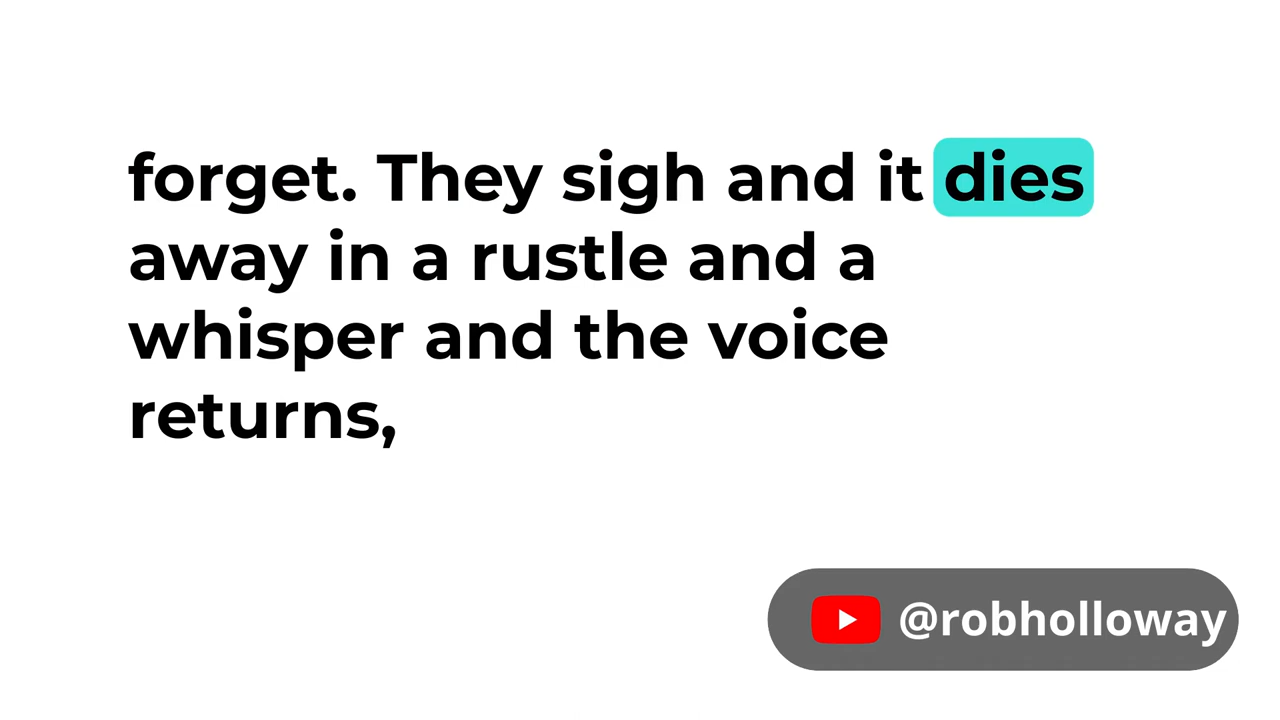 forget. They sigh and it dies
away in a rustle and a
whisper and the voice
returns,
@robholloway